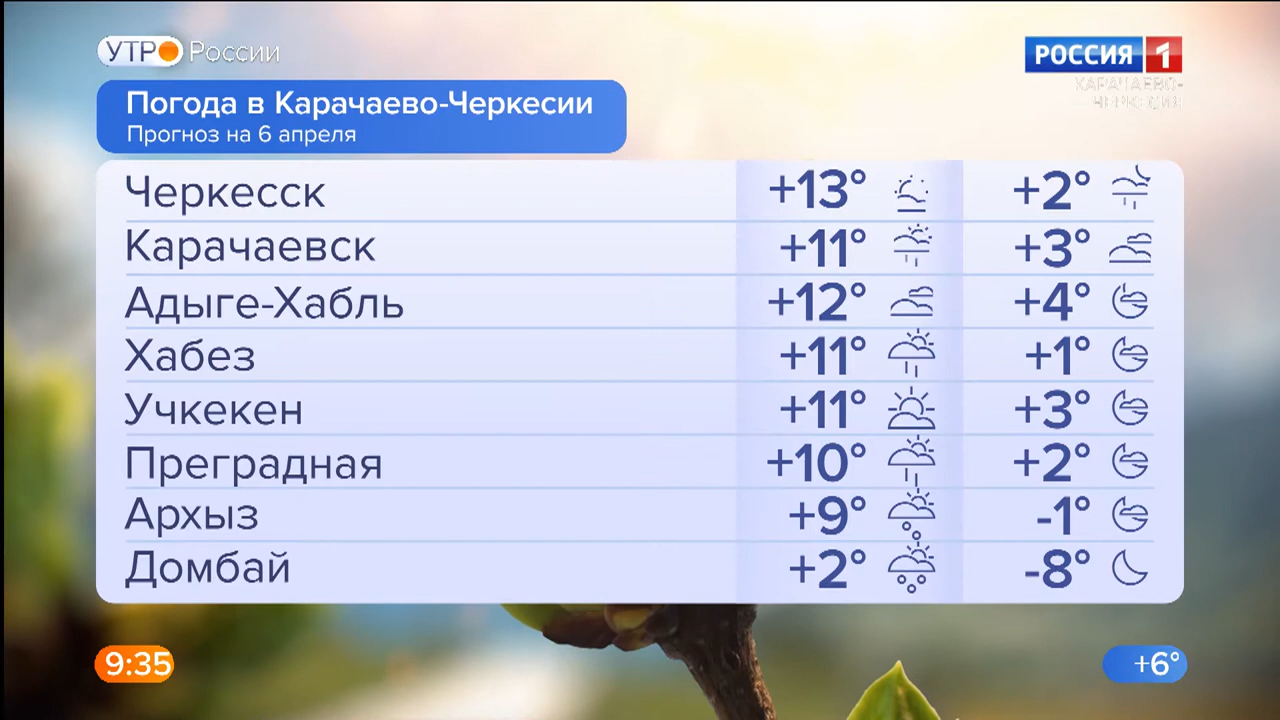 УТРО России
РОССИЯ 1
КАРАЧАЕВО-
ЧЕРКЕСИЯ
Погода в Карачаево-Черкесии
Прогноз на 6 апреля
Черкесск +13° +2°
Карачаевск +11° +3°
Адыге-Хабль +12° +4°
Хабез +11° +1°
Учкекен +11° +3°
Преградная +10° +2°
Архыз +9° -1°
Домбай +2° -8°
9:35 +6°